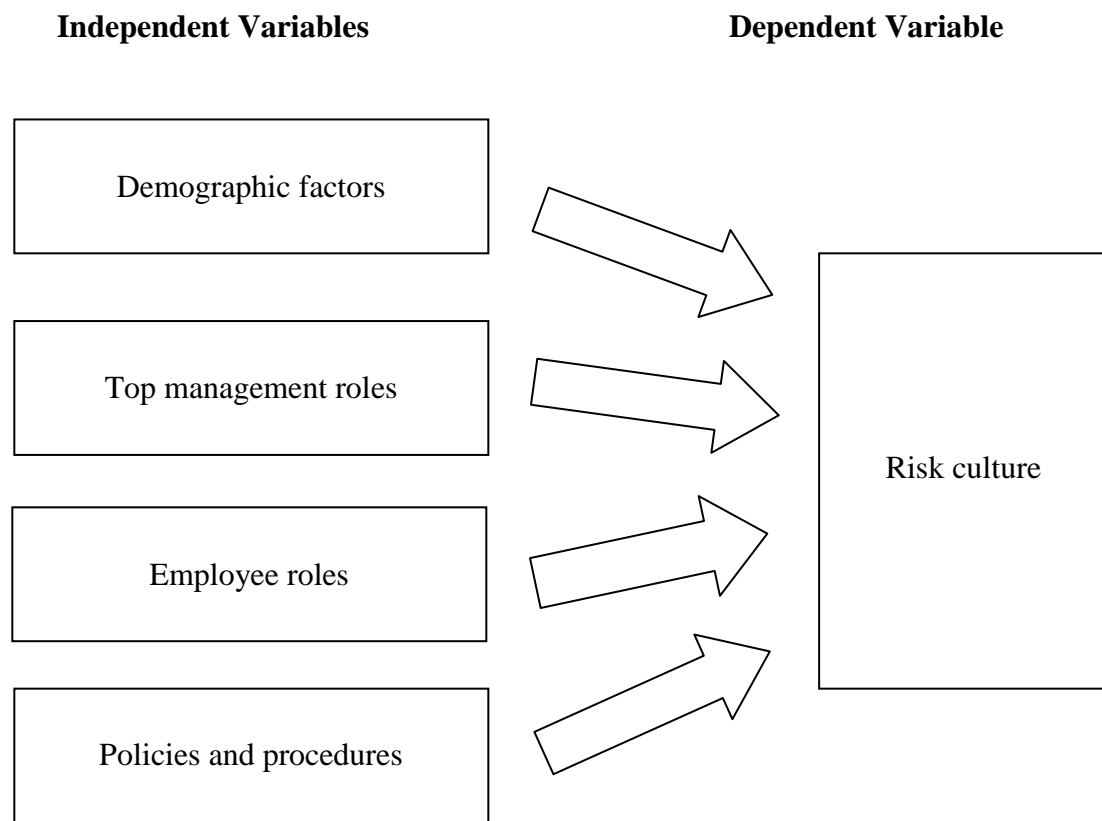 Independent Variables
Dependent Variable
Demographic factors
Top management roles
Risk culture
Employee roles
Policies and procedures